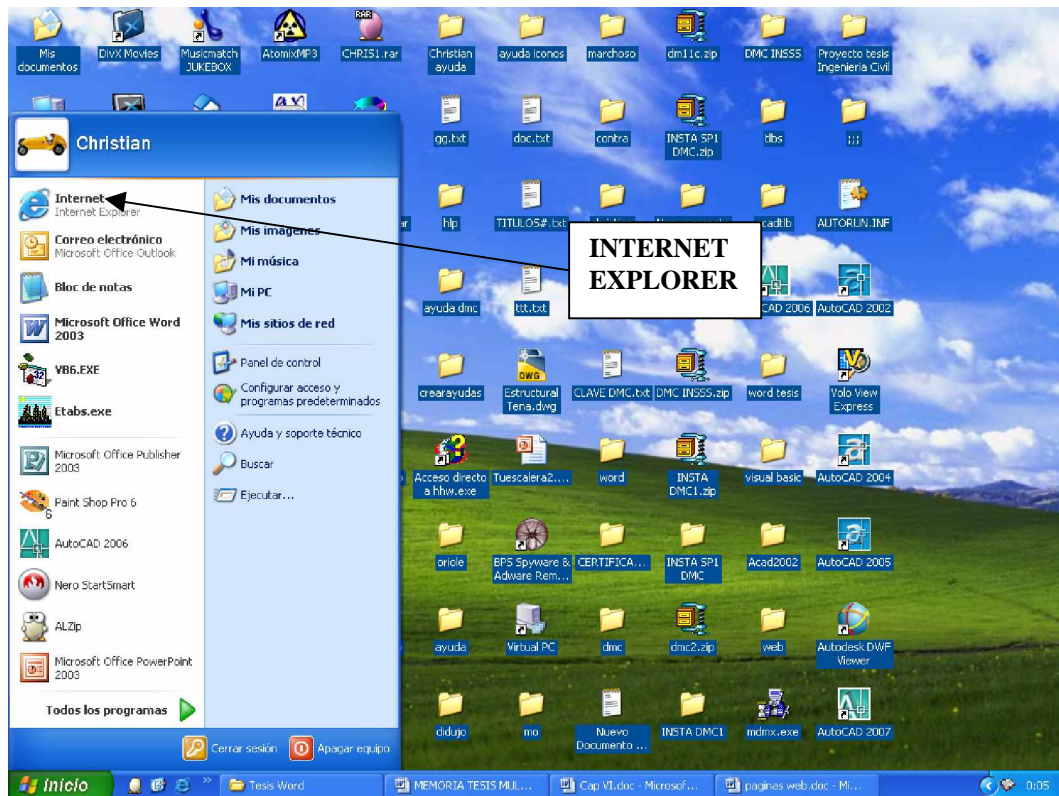 Mis
documentos
DivX Movies
Musicmatch
JUKEBOX
AtomixMP3
RAR
CHRIS1.rar
Christian
ayuda
ayuda iconos
marchoso
dm11c.zip
DMC INSSS
Proyecto tesis
Ingenieria Civil
Christian
gg.txt
doc.txt
contra
INSTA SP1
DMC.zip
tlbs
;;;
Internet
Internet Explorer
Correo electrónico
Microsoft Office Outlook
Bloc de notas
Microsoft Office Word
2003
VB6.EXE
Etabs.exe
Microsoft Office Publisher
2003
Paint Shop Pro 6
AutoCAD 2006
Nero StartSmart
ALZip
Microsoft Office PowerPoint
2003
Todos los programas
Mis documentos
Mis imágenes
Mi música
Mi PC
Mis sitios de red
Panel de control
Configurar acceso y
programas predeterminados
Ayuda y soporte técnico
Buscar
Ejecutar...
Cerrar sesión
Apagar equipo
hlp
TITULOS#.txt
AUTORUN.INF
INTERNET
EXPLORER
ayuda dmc
ttt.txt
CAD 2006
AutoCAD 2002
crearayudas
DWG
Estructural
Tena.dwg
CLAVE DMC.txt
DMC INSSS.zip
word tesis
Volo View
Express
Acceso directo
a hhw.exe
Tuescalera2....
word
INSTA
DMC1.zip
visual basic
AutoCAD 2004
oriole
BPS Spyware &
Adware Rem...
CERTIFICA...
INSTA SP1
DMC
Acad2002
AutoCAD 2005
ayuda
Virtual PC
dmc
dmc2.zip
web
Autodesk DWF
Viewer
didujo
mo
Nuevo
Documento ...
INSTA DMC1
mdmx.exe
AutoCAD 2007
Inicio
Tesis Word
MEMORIA TESIS MUL...
Cap VI.doc - Microsof...
paginas web.doc - Mi...
0:05